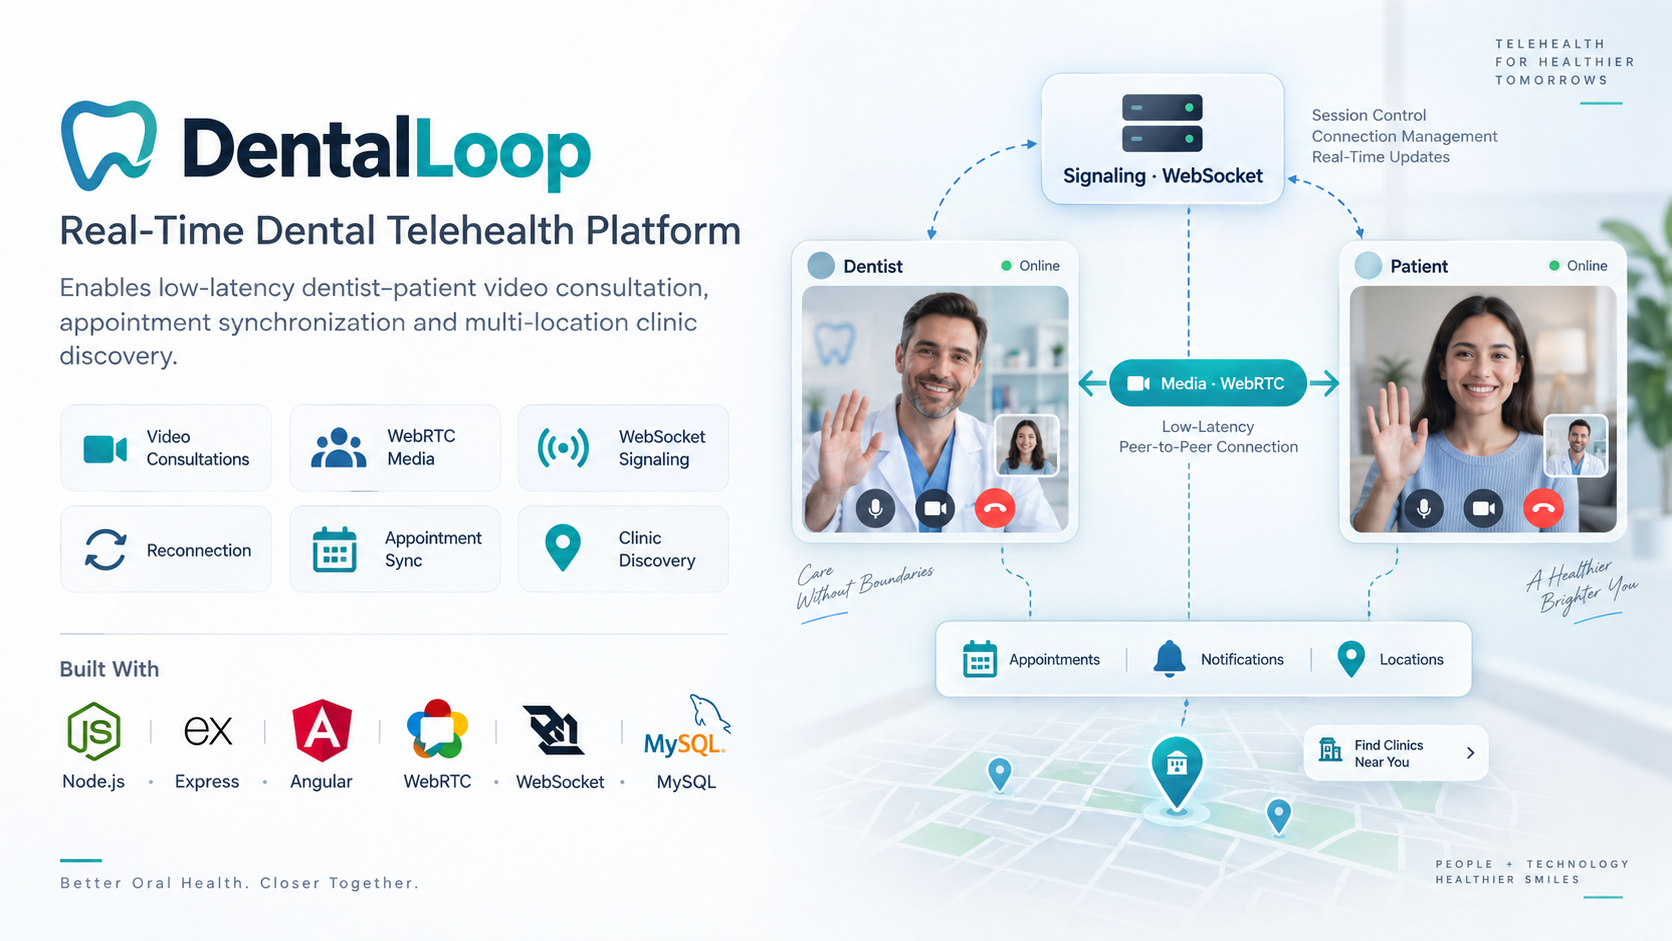 DentalLoop
Real-Time Dental Telehealth Platform
Enables low-latency dentist–patient video consultation,
appointment synchronization and multi-location clinic
discovery.
Video
Consultations
WebRTC
Media
WebSocket
Signaling
Reconnection
Appointment
Sync
Clinic
Discovery
Built With
JS
ex
A
MySQL®
Node.js • Express • Angular WebRTC • WebSocket • MySQL
Better Oral Health. Closer Together.
TELEHEALTH
FOR HEALTHIER
TOMORROWS
Signaling · WebSocket
Session Control
Connection Management
Real-Time Updates
Dentist
Online
Patient
Online
Media · WebRTC
Low-Latency
Peer-to-Peer Connection
Care
Without Boundaries
A Healthier
Brighter You
Appointments
Notifications
Locations
Find Clinics
Near You
PEOPLE + TECHNOLOGY
HEALTHIER SMILES